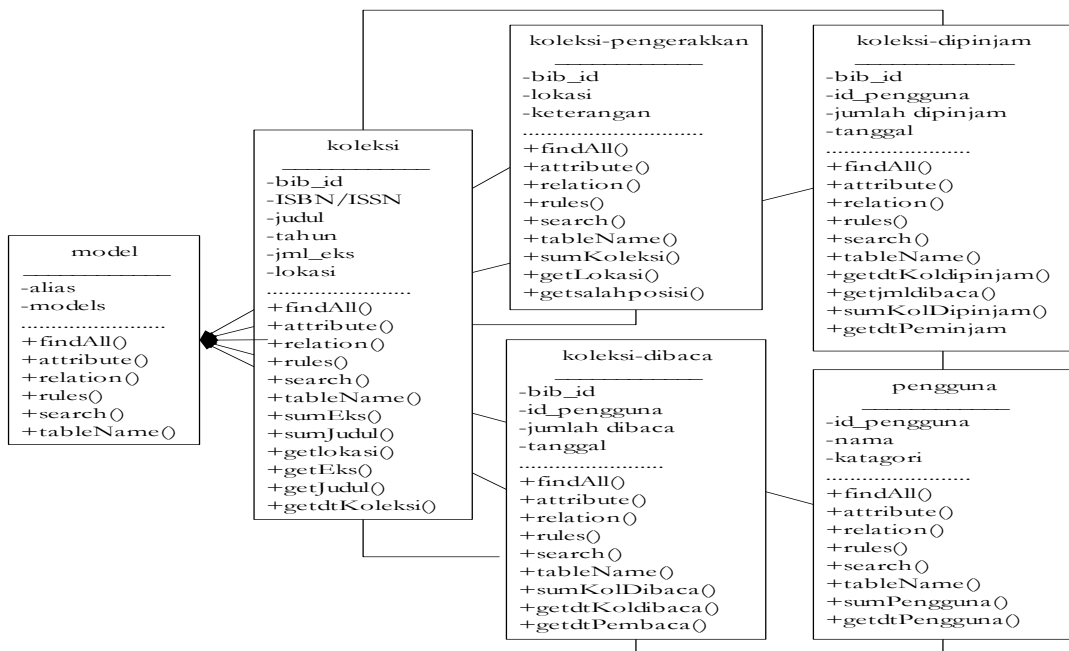 model
-alias
-models
+findAll()
+attribute()
+relation()
+rules()
+search()
+tableName()
koleksi
-bib_id
-ISBN/ISSN
-judul
-tahun
-jml_eks
-lokasi
+findAll()
+attribute()
+relation()
+rules()
+search()
+tableName()
+sumEks()
+sumJudul()
+getlokasi()
+getEks()
+getJudul()
+getdtKoleksi()
koleksi-pengerakkan
-bib_id
-lokasi
-keterangan
+findAll()
+attribute()
+relation()
+rules()
+search()
+tableName()
+sumKoleksi()
+getLokasi()
+getsalahposisi()
koleksi-dipinjam
-bib_id
-id_pengguna
-jumlah dipinjam
-tanggal
+findAll()
+attribute()
+relation()
+rules()
+search()
+tableName()
+getdtKoldipinjam()
+getjmldibaca()
+sumKolDipinjam()
+getdtPeminjam
koleksi-dibaca
-bib_id
-id_pengguna
-jumlah dibaca
-tanggal
+findAll()
+attribute()
+relation()
+rules()
+search()
+tableName()
+sumKolDibaca()
+getdtKoldibaca()
+getdtPembaca()
pengguna
-id_pengguna
-nama
-katagori
+findAll()
+attribute()
+relation()
+rules()
+search()
+tableName()
+sumPengguna()
+getdtPengguna()